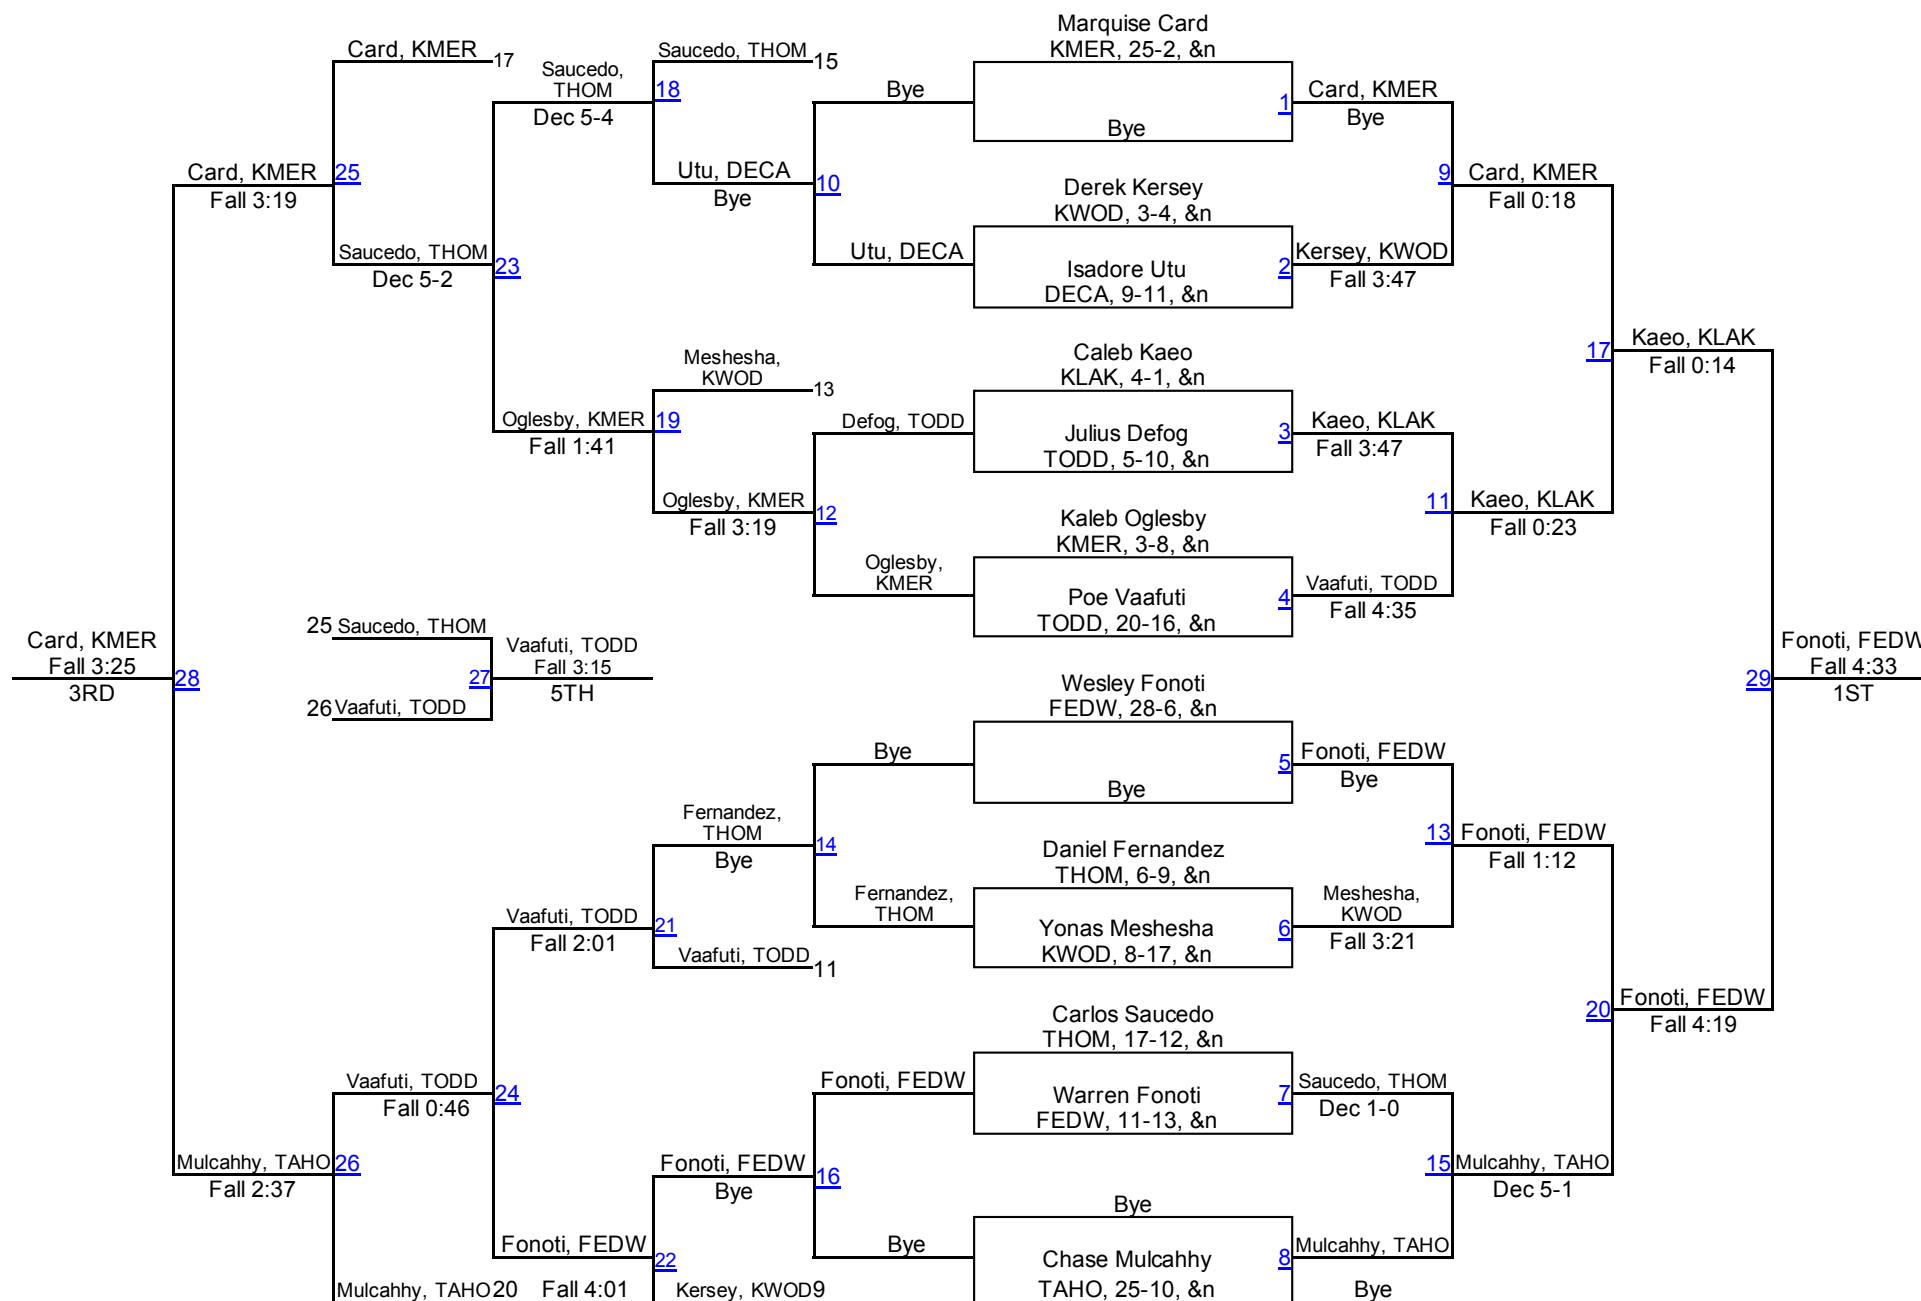 Marquise Card
KMER, 25-2, &n
Card, KMER
17
Saucedo,
THOM
Dec 5-4
Saucedo, THOM
15
18
Bye
1
Card, KMER
Bye
Bye
Card, KMER
Fall 3:19
25
Utu, DECA
Bye
10
Derek Kersey
KWOD, 3-4, &n
9
Card, KMER
Fall 0:18
Saucedo, THOM
Dec 5-2
23
Utu, DECA
Isadore Utu
DECA, 9-11, &n
2
Kersey, KWOD
Fall 3:47
Meshesha,
KWOD
13
Caleb Kaeo
KLAK, 4-1, &n
17
Kaeo, KLAK
Fall 0:14
Oglesby, KMER
Fall 1:41
19
Defog, TODD
Julius Defog
TODD, 5-10, &n
3
Kaeo, KLAK
Fall 3:47
Oglesby, KMER
Fall 3:19
12
Kaleb Oglesby
KMER, 3-8, &n
11
Kaeo, KLAK
Fall 0:23
Oglesby,
KMER
Poe Vaafuti
TODD, 20-16, &n
4
Vaafuti, TODD
Fall 4:35
Card, KMER
Fall 3:25
3RD
28
25 Saucedo, THOM
26 Vaafuti, TODD
27
Vaafuti, TODD
Fall 3:15
5TH
Wesley Fonoti
FEDW, 28-6, &n
29
Fonoti, FEDW
Fall 4:33
1ST
Bye
Bye
5
Fonoti, FEDW
Bye
Fernandez,
THOM
Bye
14
Daniel Fernandez
THOM, 6-9, &n
13
Fonoti, FEDW
Fall 1:12
Vaafuti, TODD
Fall 2:01
21
Fernandez,
THOM
Yonas Meshesha
KWOD, 8-17, &n
6
Meshesha,
KWOD
Fall 3:21
Vaafuti, TODD
11
Carlos Saucedo
THOM, 17-12, &n
20
Fonoti, FEDW
Fall 4:19
Vaafuti, TODD
Fall 0:46
24
Fonoti, FEDW
Warren Fonoti
FEDW, 11-13, &n
7
Saucedo, THOM
Dec 1-0
Mulcahhy, TAHO
Fall 2:37
26
Fonoti, FEDW
Bye
16
15
Mulcahhy, TAHO
Dec 5-1
Bye
Fonoti, FEDW
Fall 4:01
22
Bye
Chase Mulcahhy
TAHO, 25-10, &n
8
Mulcahhy, TAHO
Bye
Mulcahhy, TAHO
20
Kersey, KWOD
9